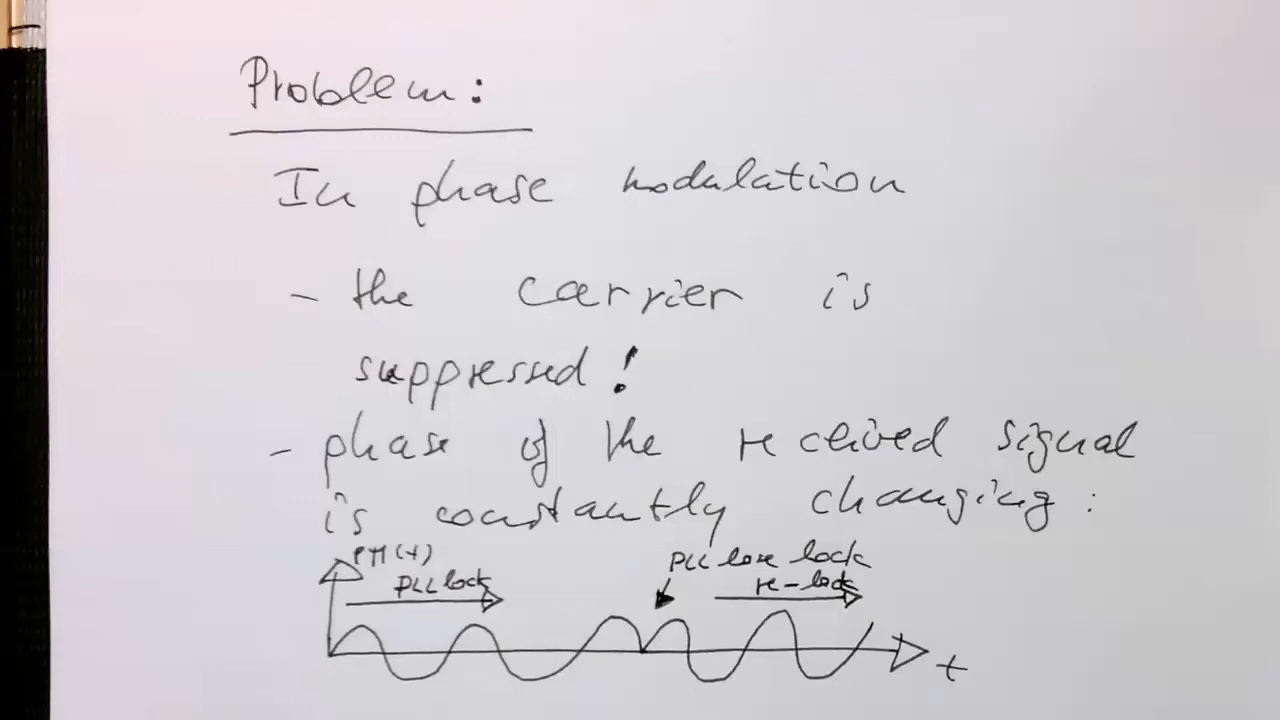 Problem:
In phase modulation
- the carrier is
suppressed!
- phase of the received signal
is constantly changing:
PM(t)
PLL lock
PLL lose lock
re-lock
t